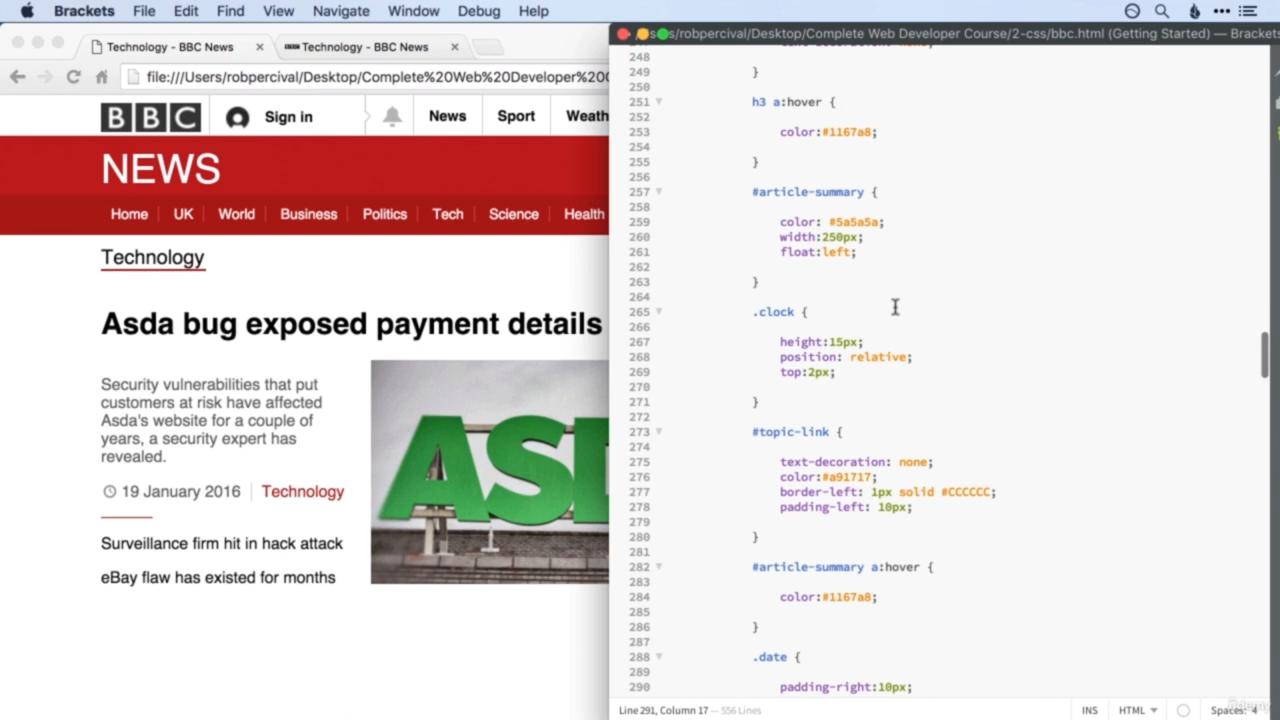 Brackets File Edit Find View Navigate Window Debug Help
Technology - BBC News
Technology - BBC News
file:///Users/robpercival/Desktop/Complete%20Web%20Developer%20C
BBC Sign in News Sport Weath
NEWS
Home UK World Business Politics Tech Science Health
Technology
Asda bug exposed payment details
Security vulnerabilities that put
customers at risk have affected
Asda's website for a couple of
years, a security expert has
revealed.
19 January 2016 Technology
Surveillance firm hit in hack attack
eBay flaw has existed for months
ASD
s/robpercival/Desktop/Complete Web Developer Course/2-css/bbc.html (Getting Started) — Brackets
248
249 }
250
251 h3 a:hover {
252
253 color:#1167a8;
254
255 }
256
257 #article-summary {
258
259 color: #5a5a5a;
260 width:250px;
261 float:left;
262
263 }
264
265 .clock {
266
267 height:15px;
268 position: relative;
269 top:2px;
270
271 }
272
273 #topic-link {
274
275 text-decoration: none;
276 color:#a91717;
277 border-left: 1px solid #CCCCCC;
278 padding-left: 10px;
279
280 }
281
282 #article-summary a:hover {
283
284 color:#1167a8;
285
286 }
287
288 .date {
289
290 padding-right:10px;
Line 291, Column 17 — 556 Lines INS HTML Spaces: 4